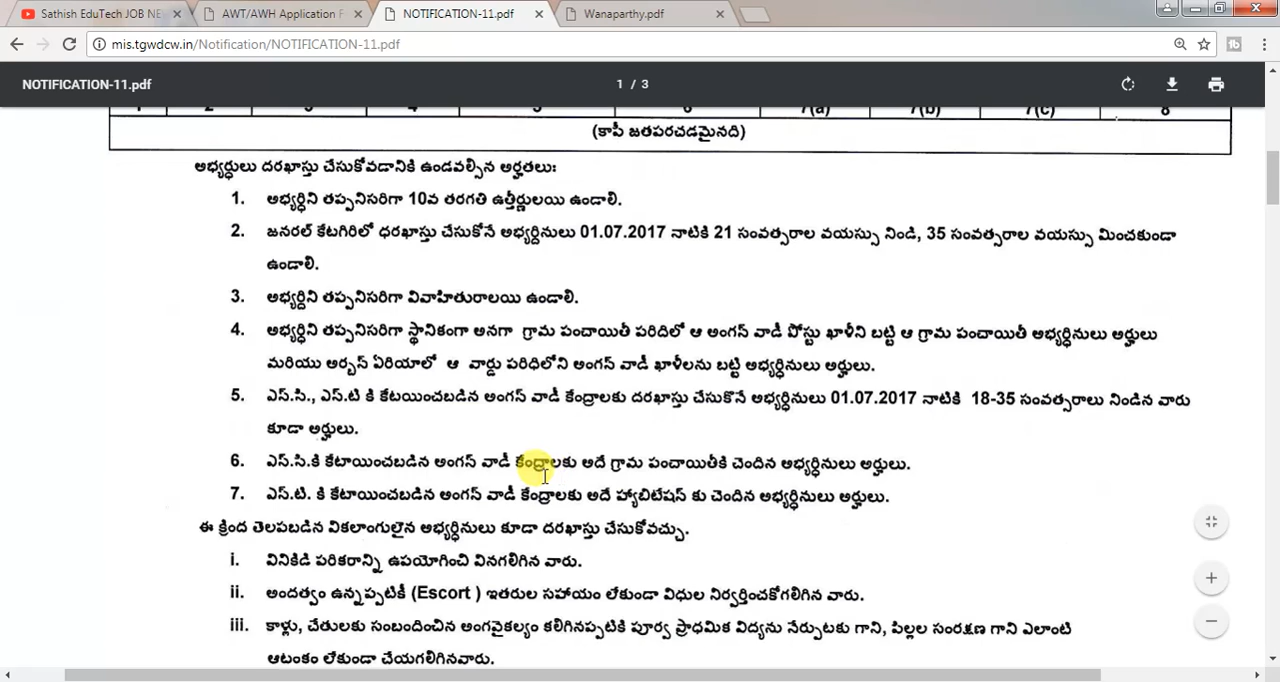 Sathish EduTech JOB NE
AWT/AWH Application F
NOTIFICATION-11.pdf
Wanaparthy.pdf
mis.tgwdcw.in/Notification/NOTIFICATION-11.pdf
NOTIFICATION-11.pdf
1 / 3
7(a) 7(b) 7(c) 8
(కాపీ జతపరచడమైనది)
అభ్యర్ధులు దరఖాస్తు చేసుకోవడానికి ఉండవల్సిన అర్హతలు:
1. అభ్యర్ధిని తప్పనిసరిగా 10వ తరగతి ఉత్తీర్ణులయి ఉండాలి.
2. జనరల్ కేటగిరిలో ధరఖాస్తు చేసుకోనే అభ్యర్దినులు 01.07.2017 నాటికి 21 సంవత్సరాల వయస్సు నిండి, 35 సంవత్సరాల వయస్సు మించకుండా
ఉండాలి.
3. అభ్యర్దిని తప్పనిసరిగా వివాహితురాలయి ఉండాలి.
4. అభ్యర్ధిని తప్పనిసరిగా స్థానికంగా అనగా గ్రామ పంచాయితీ పరిదిలో ఆ అంగన్ వాడీ పోస్టు ఖాళీని బట్టి ఆ గ్రామ పంచాయితీ అభ్యర్ధినులు అర్హులు
మరియు అర్బన్ ఏరియాలో ఆ వార్డు పరిధిలోని అంగన్ వాడీ ఖాళీలను బట్టి అభ్యర్ధినులు అర్హులు.
5. ఎస్.సి., ఎస్.టి కి కేటయించబడిన అంగన్ వాడీ కేంద్రాలకు దరఖాస్తు చేసుకొనే అభ్యర్ధినులు 01.07.2017 నాటికి 18-35 సంవత్సరాలు నిండిన వారు
కూడా అర్హులు.
6. ఎస్.సి.కి కేటాయించబడిన అంగన్ వాడీ కేంద్రాలకు అదే గ్రామ పంచాయితీకి చెందిన అభ్యర్ధినులు అర్హులు.
7. ఎస్.టి. కి కేటాయించబడిన అంగన్ వాడీ కేంద్రాలకు అదే హ్యాబిటేషన్ కు చెందిన అభ్యర్ధినులు అర్హులు.
ఈ క్రింద తెలపబడిన వికలాంగులైన అభ్యర్ధినులు కూడా దరఖాస్తు చేసుకోవచ్చు.
i. వినికిడి పరికరాన్ని ఉపయోగించి వినగలిగిన వారు.
ii. అందత్వం ఉన్నప్పటికీ (Escort ) ఇతరుల సహాయం లేకుండా విధుల నిర్వర్తించకోగలిగిన వారు.
iii. కాళ్లు, చేతులకు సంబందించిన అంగవైకల్యం కలిగినప్పటికి పూర్వ ప్రాధమిక విద్యను నేర్పుటకు గాని, పిల్లల సంరక్షణ గాని ఎలాంటి
ఆటంకం లేకుండా చేయగలిగినవారు.